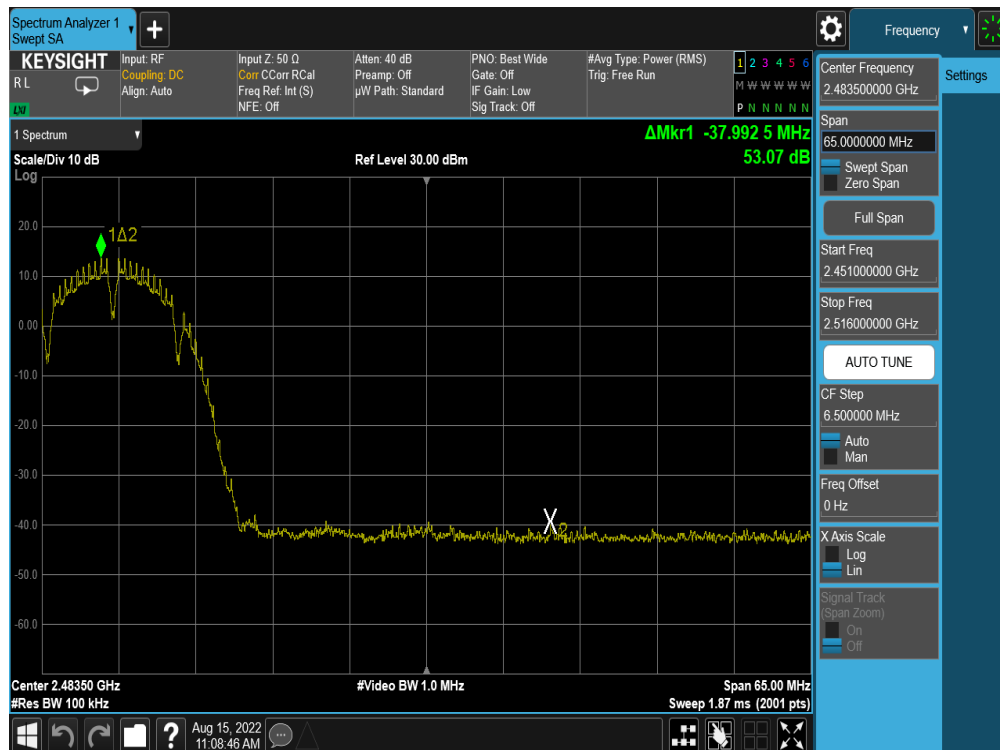 Spectrum Analyzer 1
Swept SA
+
Frequency
KEYSIGHT
R L
LXI
Input: RF
Coupling: DC
Align: Auto
Input Z: 50 Ω
Corr CCorr RCal
Freq Ref: Int (S)
NFE: Off
Atten: 40 dB
Preamp: Off
µW Path: Standard
PNO: Best Wide
Gate: Off
IF Gain: Low
Sig Track: Off
#Avg Type: Power (RMS)
Trig: Free Run
1 2 3 4 5 6
M W W W W W
P N N N N N
1 Spectrum
Scale/Div 10 dB
Log
Ref Level 30.00 dBm
ΔMkr1 -37.992 5 MHz
53.07 dB
1Δ2
20.0
10.0
0.00
-10.0
-20.0
-30.0
-40.0
-50.0
-60.0
X2
Center 2.48350 GHz
#Res BW 100 kHz
#Video BW 1.0 MHz
Span 65.00 MHz
Sweep 1.87 ms (2001 pts)
Aug 15, 2022
11:08:46 AM
?
Center Frequency
2.483500000 GHz
Settings
Span
65.0000000 MHz
Swept Span
Zero Span
Full Span
Start Freq
2.451000000 GHz
Stop Freq
2.516000000 GHz
AUTO TUNE
CF Step
6.500000 MHz
Auto
Man
Freq Offset
0 Hz
X Axis Scale
Log
Lin
Signal Track
(Span Zoom)
On
Off